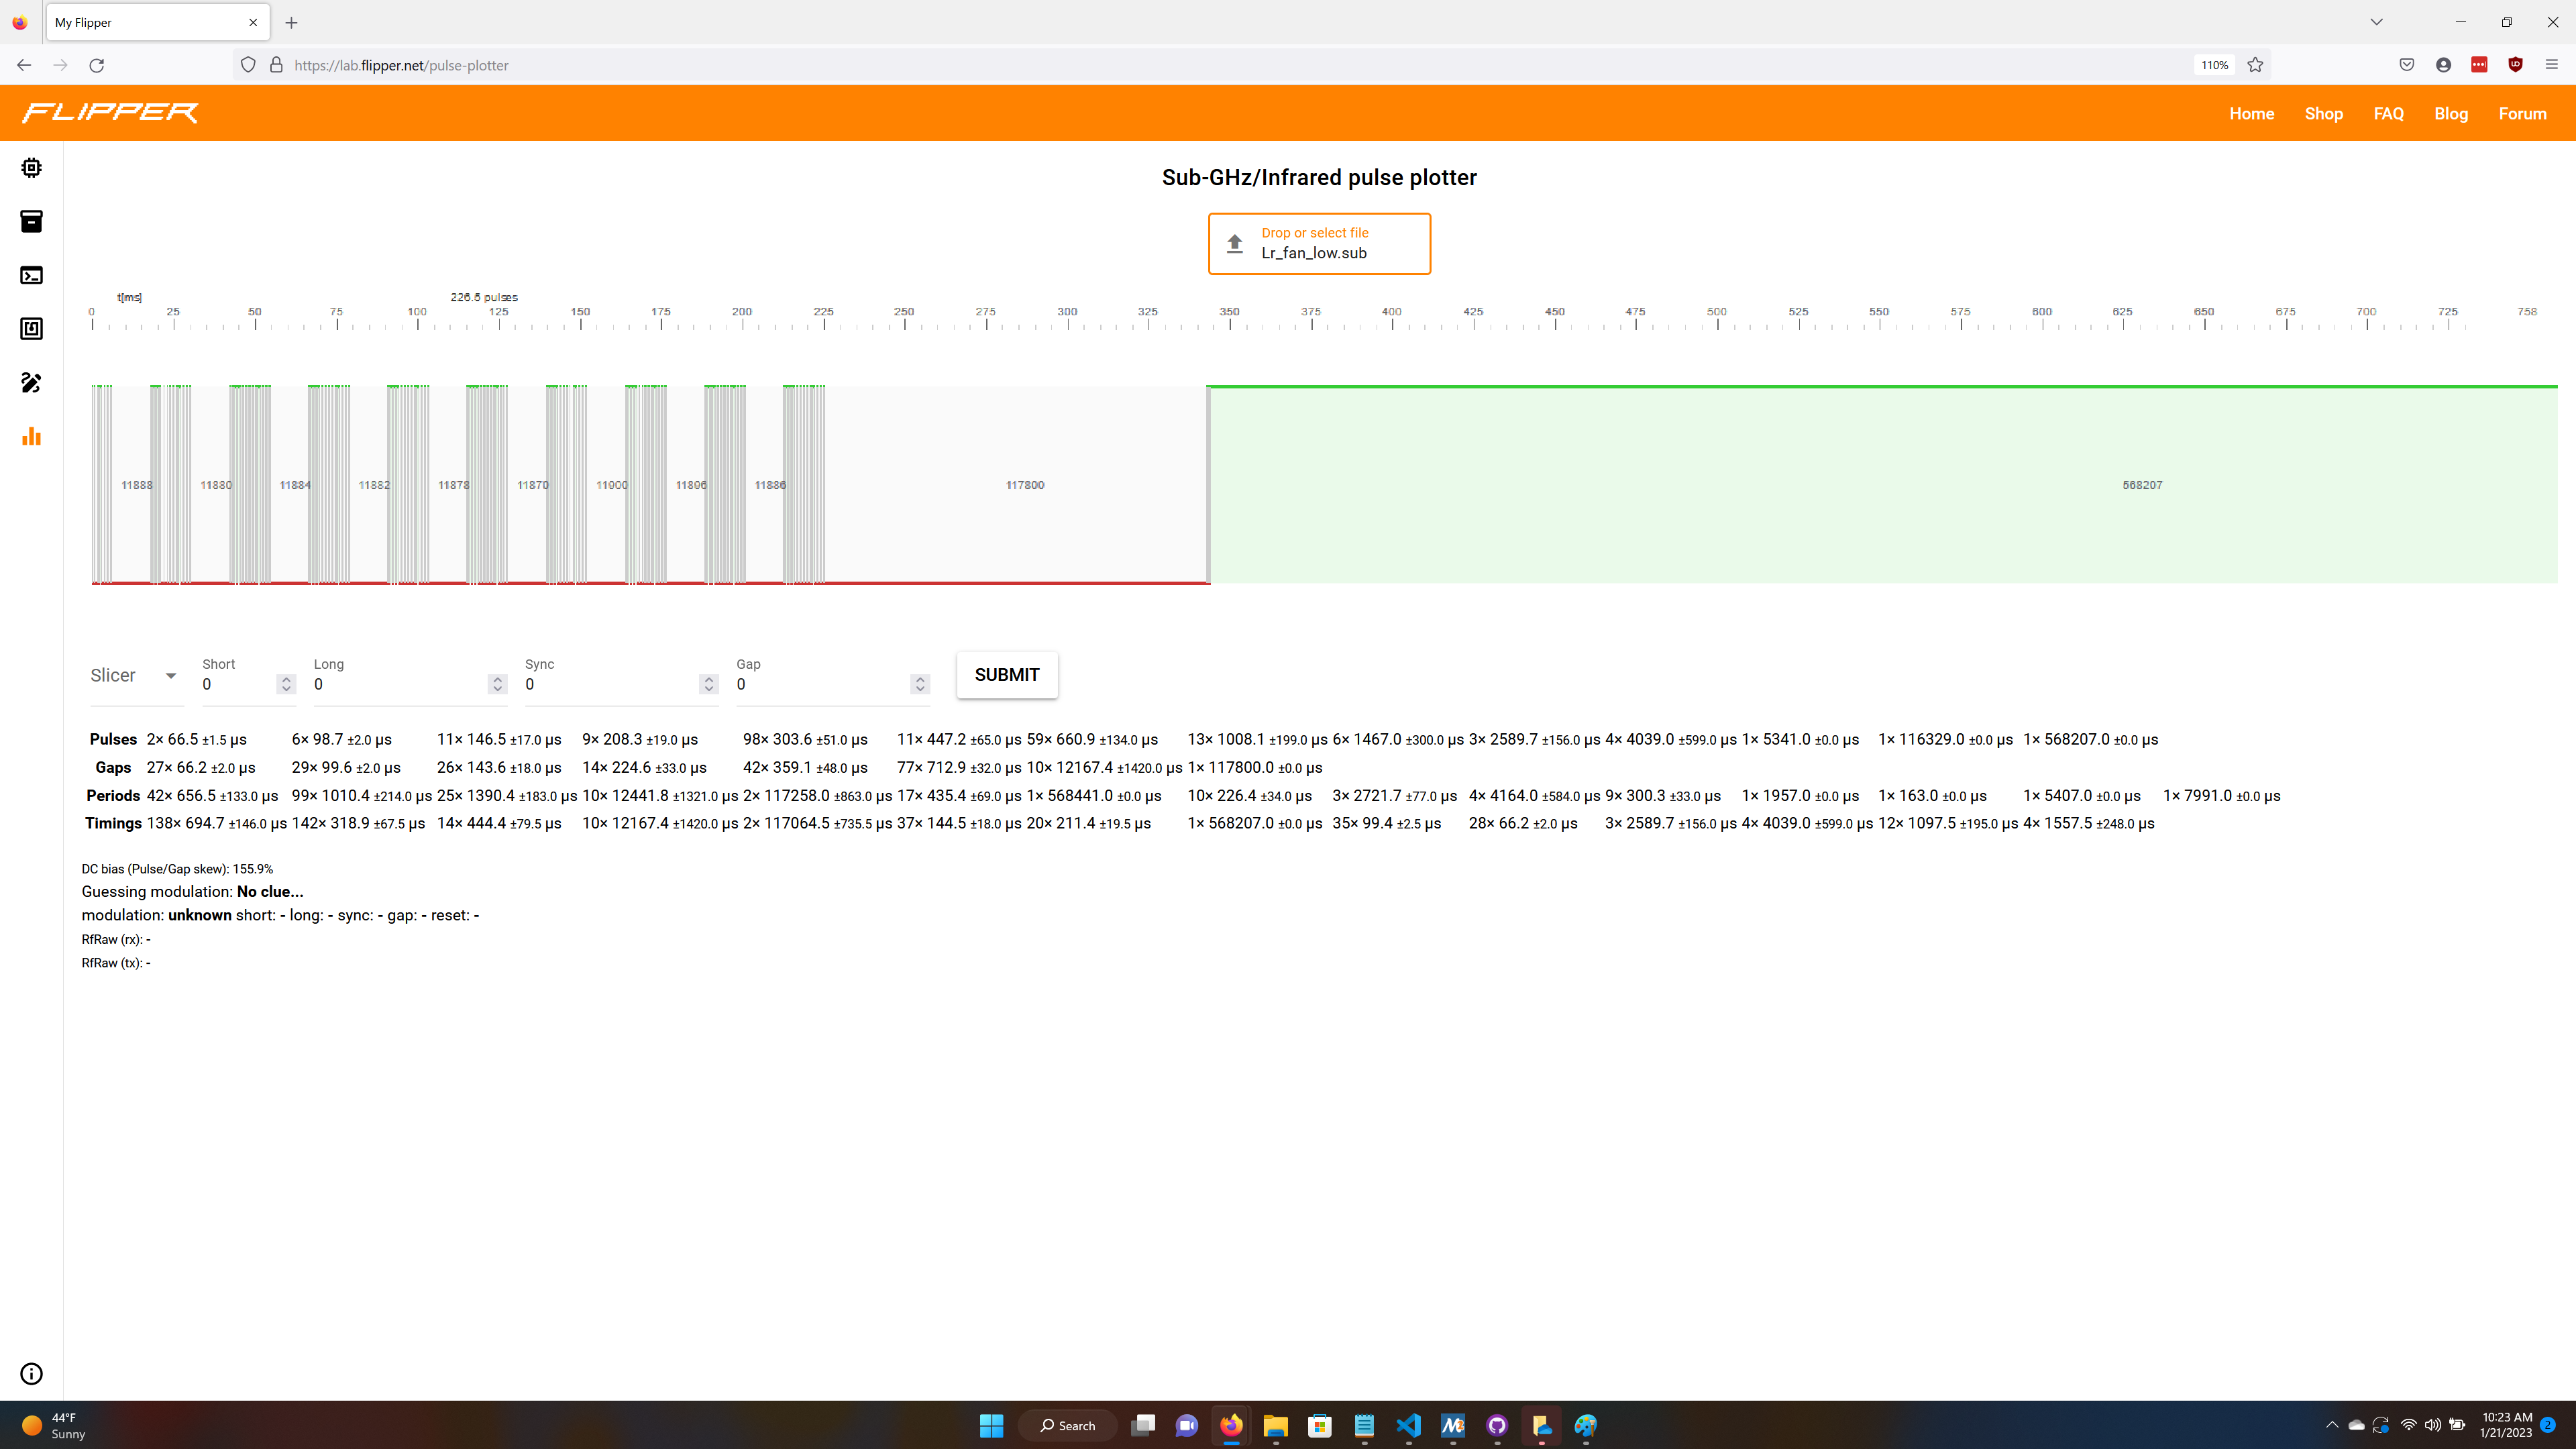 My Flipper
https://lab.flipper.net/pulse-plotter
110%
FLIPPER
Home Shop FAQ Blog Forum
Sub-GHz/Infrared pulse plotter
Drop or select file
Lr_fan_low.sub
t[ms] 226.5 pulses
0 25 50 75 100 125 150 175 200 225 250 275 300 325 350 375 400 425 450 475 500 525 550 575 600 625 650 675 700 725 758
11888 11880 11884 11882 11878 11870 11900 11896 11886 117800 568207
Slicer
Short Long Sync Gap
0 0 0 0
SUBMIT
Pulses 2× 66.5 ±1.5 µs 6× 98.7 ±2.0 µs 11× 146.5 ±17.0 µs 9× 208.3 ±19.0 µs 98× 303.6 ±51.0 µs 11× 447.2 ±65.0 µs 59× 660.9 ±134.0 µs 13× 1008.1 ±199.0 µs 6× 1467.0 ±300.0 µs 3× 2589.7 ±156.0 µs 4× 4039.0 ±599.0 µs 1× 5341.0 ±0.0 µs 1× 116329.0 ±0.0 µs 1× 568207.0 ±0.0 µs
Gaps 27× 66.2 ±2.0 µs 29× 99.6 ±2.0 µs 26× 143.6 ±18.0 µs 14× 224.6 ±33.0 µs 42× 359.1 ±48.0 µs 77× 712.9 ±32.0 µs 10× 12167.4 ±1420.0 µs 1× 117800.0 ±0.0 µs
Periods 42× 656.5 ±133.0 µs 99× 1010.4 ±214.0 µs 25× 1390.4 ±183.0 µs 10× 12441.8 ±1321.0 µs 2× 117258.0 ±863.0 µs 17× 435.4 ±69.0 µs 1× 568441.0 ±0.0 µs 10× 226.4 ±34.0 µs 3× 2721.7 ±77.0 µs 4× 4164.0 ±584.0 µs 9× 300.3 ±33.0 µs 1× 1957.0 ±0.0 µs 1× 163.0 ±0.0 µs 1× 5407.0 ±0.0 µs 1× 7991.0 ±0.0 µs
Timings 138× 694.7 ±146.0 µs 142× 318.9 ±67.5 µs 14× 444.4 ±79.5 µs 10× 12167.4 ±1420.0 µs 2× 117064.5 ±735.5 µs 37× 144.5 ±18.0 µs 20× 211.4 ±19.5 µs 1× 568207.0 ±0.0 µs 35× 99.4 ±2.5 µs 28× 66.2 ±2.0 µs 3× 2589.7 ±156.0 µs 4× 4039.0 ±599.0 µs 12× 1097.5 ±195.0 µs 4× 1557.5 ±248.0 µs
DC bias (Pulse/Gap skew): 155.9%
Guessing modulation: No clue...
modulation: unknown short: - long: - sync: - gap: - reset: -
RfRaw (rx): -
RfRaw (tx): -
44°F
Sunny
Search
10:23 AM
1/21/2023
2